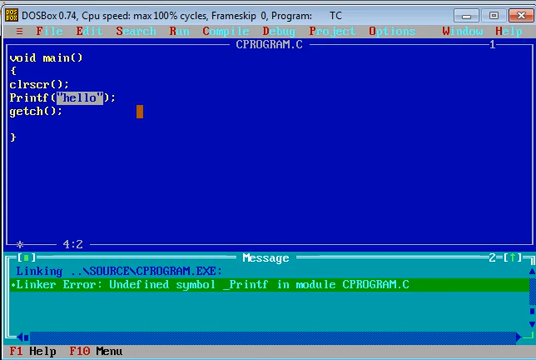 DOSBox 0.74, Cpu speed: max 100% cycles, Frameskip 0, Program: TC
≡ File Edit Search Run Compile Debug Project Options Window Help
CPROGRAM.C 1
void main()
{
clrscr();
Printf("hello");
getch();
}
4:2
Message 2
Linking ..\SOURCE\CPROGRAM.EXE:
•Linker Error: Undefined symbol _Printf in module CPROGRAM.C
F1 Help F10 Menu